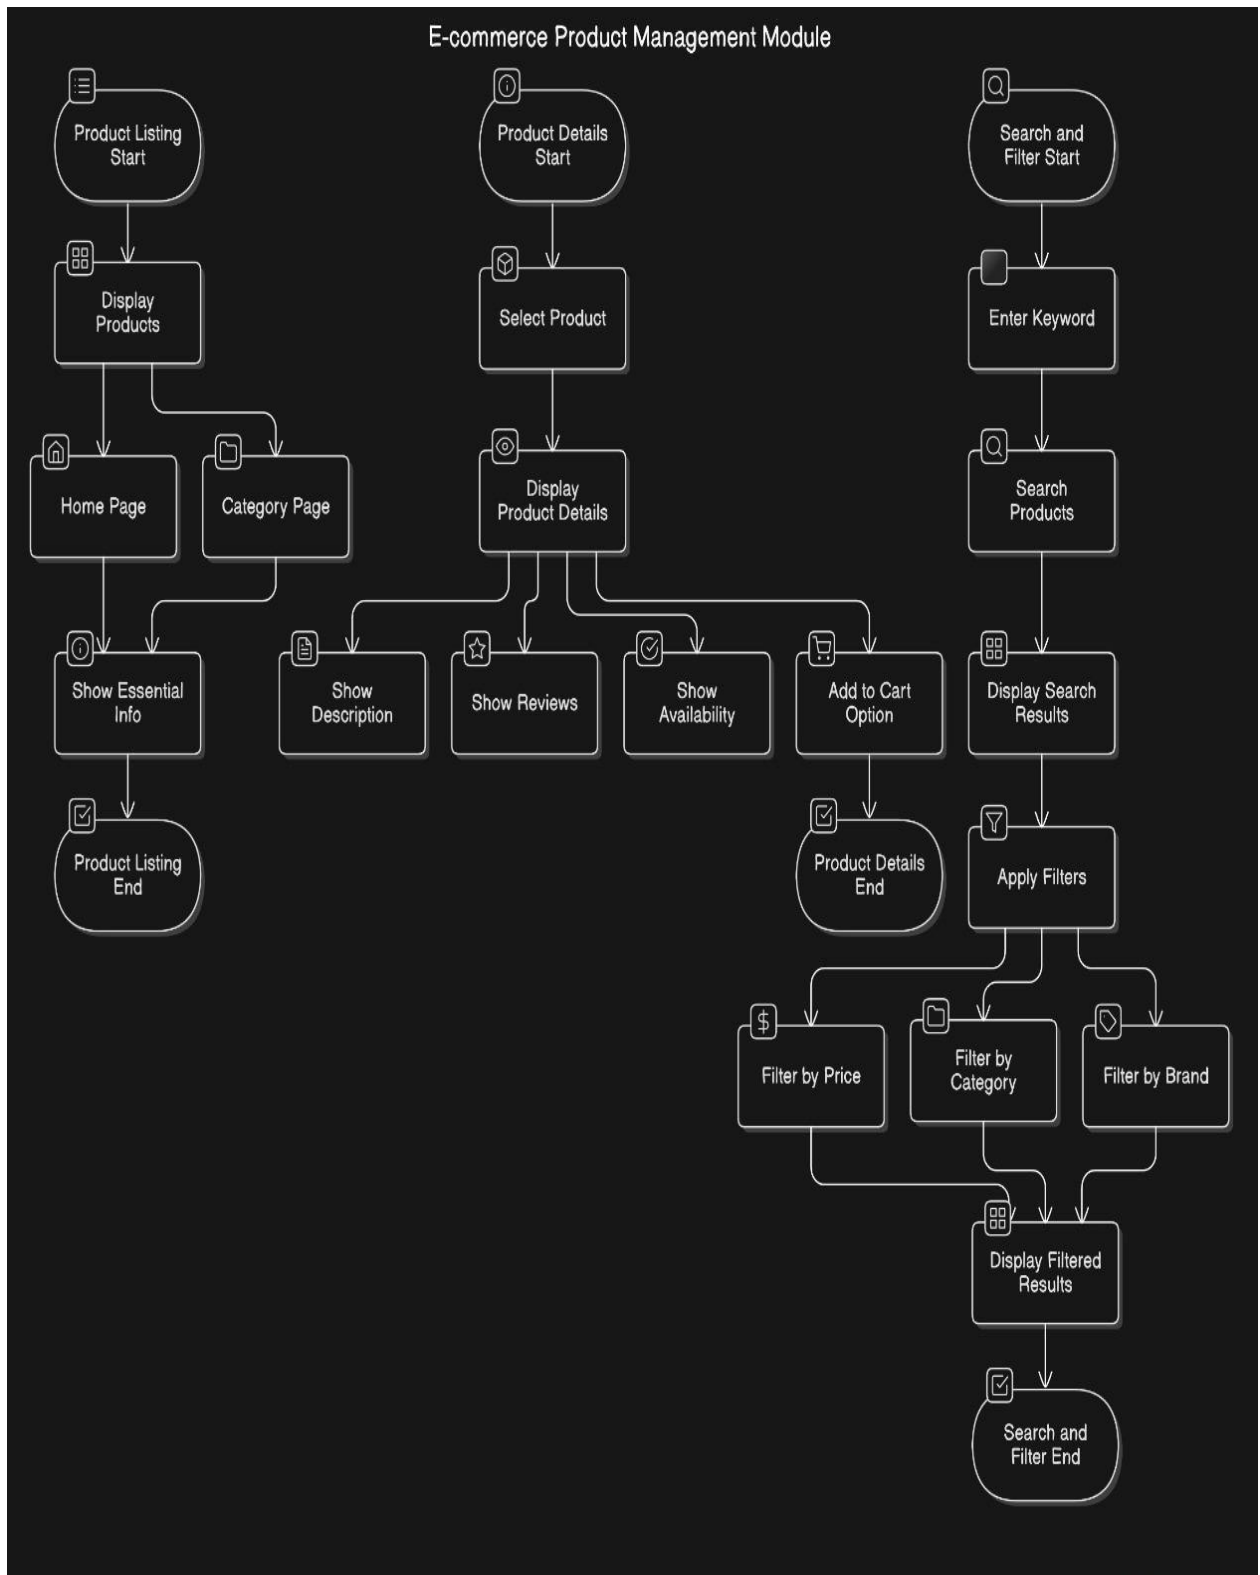 E-commerce Product Management Module
Product Listing
Start
Product Details
Start
Search and
Filter Start
Display
Products
Select Product
Enter Keyword
Home Page
Category Page
Display
Product Details
Search
Products
Show Essential
Info
Show
Description
Show Reviews
Show
Availability
Add to Cart
Option
Display Search
Results
Product Listing
End
Product Details
End
Apply Filters
Filter by Price
Filter by
Category
Filter by Brand
Display Filtered
Results
Search and
Filter End